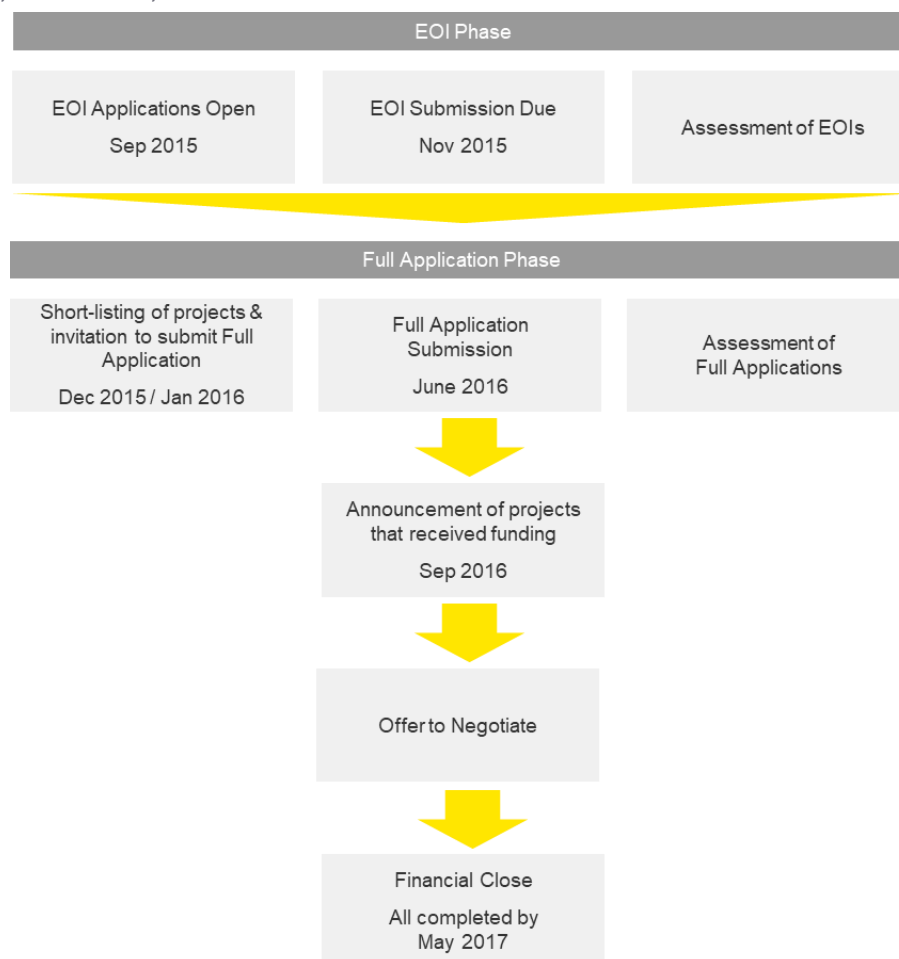 EOI Phase
EOI Applications Open
Sep 2015
EOI Submission Due
Nov 2015
Assessment of EOIs
Full Application Phase
Short-listing of projects &
invitation to submit Full
Application
Dec 2015 / Jan 2016
Full Application
Submission
June 2016
Assessment of
Full Applications
Announcement of projects
that received funding
Sep 2016
Offer to Negotiate
Financial Close
All completed by
May 2017